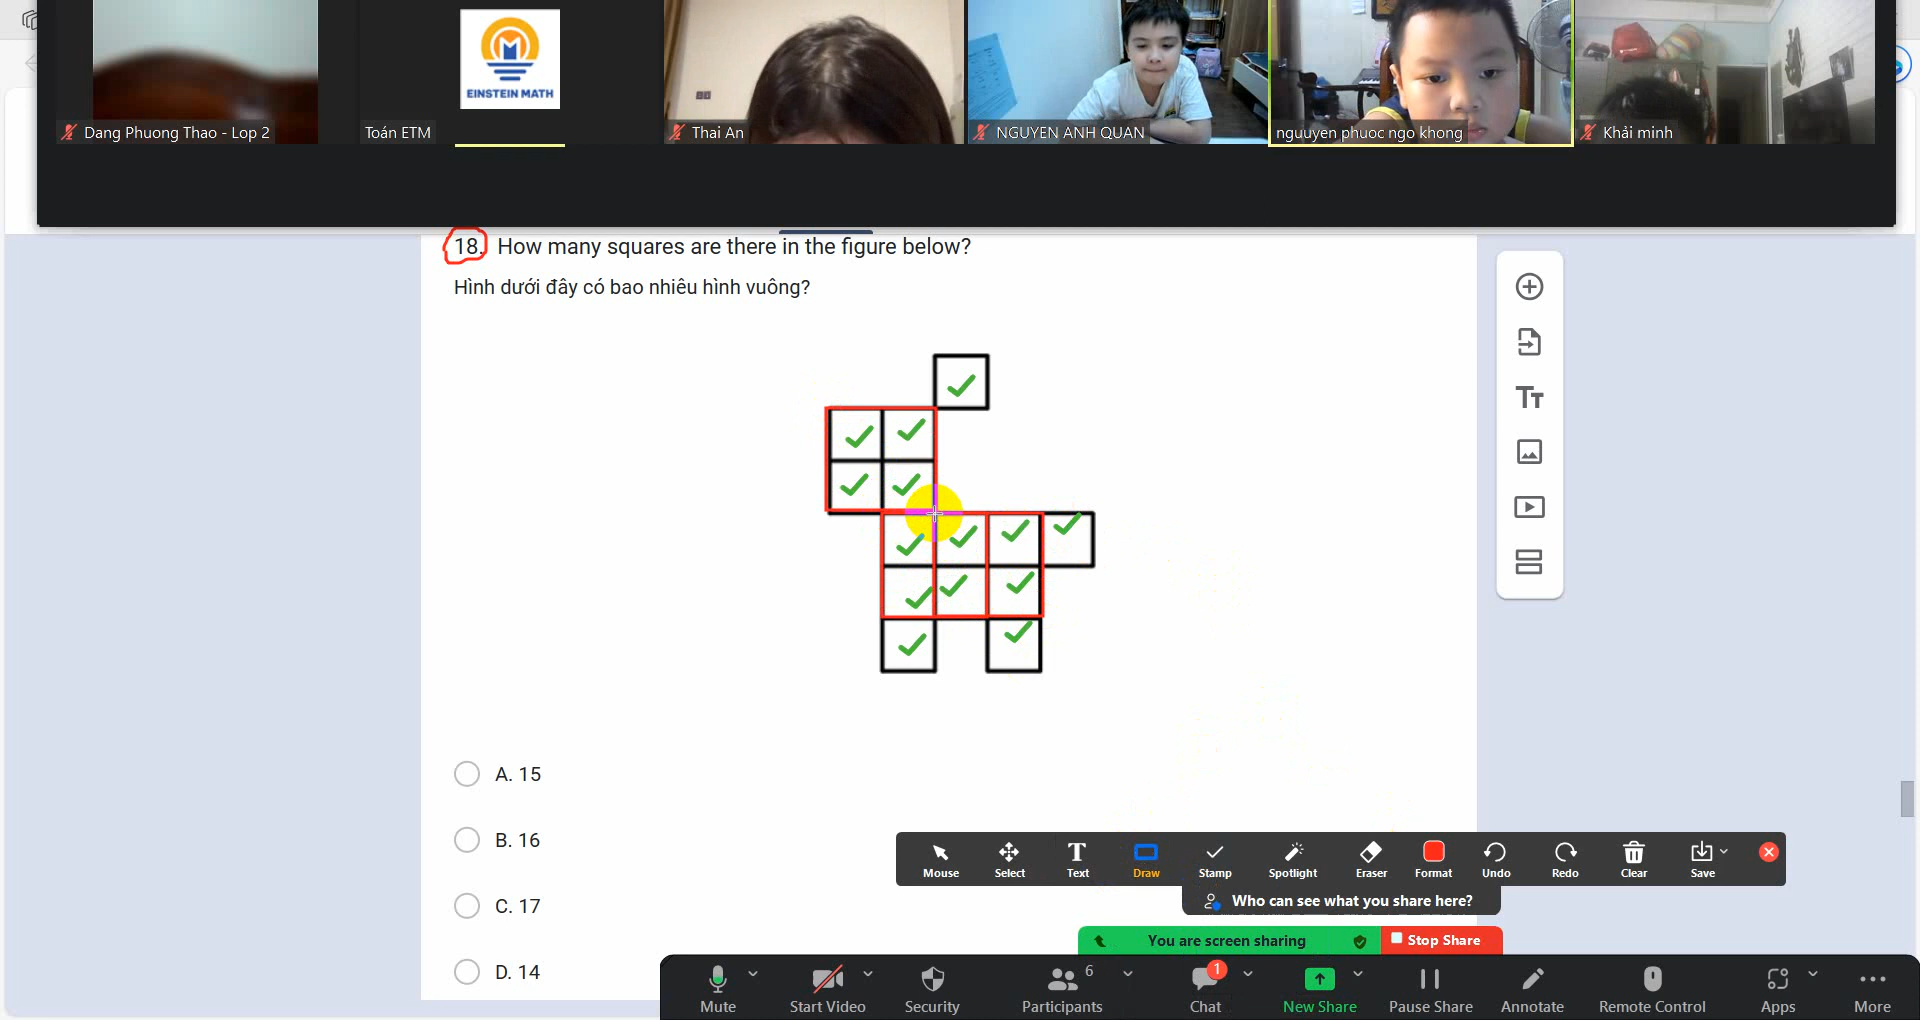 EINSTEIN MATH
Dang Phuong Thao - Lop 2
Toán ETM
Thai An
NGUYEN ANH QUAN
nguuyen phuoc ngo khong
Khải minh
18. How many squares are there in the figure below?
Hình dưới đây có bao nhiêu hình vuông?
A. 15
B. 16
C. 17
D. 14
Mouse
Select
Text
Draw
Stamp
Spotlight
Eraser
Format
Undo
Redo
Clear
Save
Who can see what you share here?
You are screen sharing
Stop Share
6
1
Mute
Start Video
Security
Participants
Chat
New Share
Pause Share
Annotate
Remote Control
Apps
More